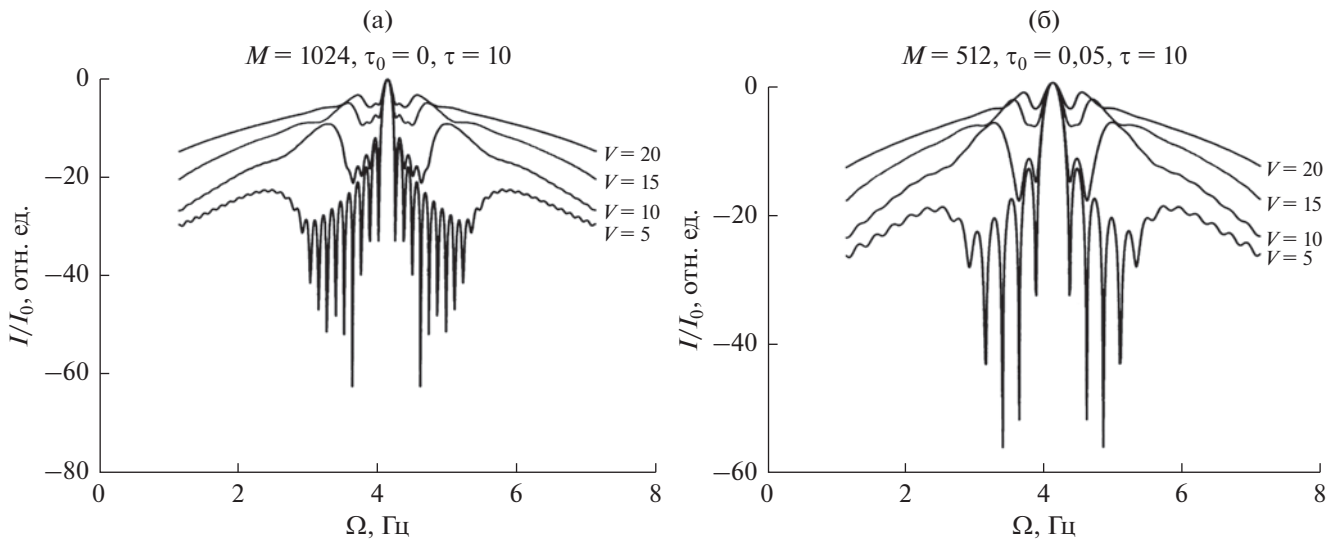 (а)
M = 1024, τ₀ = 0, τ = 10
0
−20
−40
−60
−80
I/I₀, отн. ед.
V = 20
V = 15
V = 10
V = 5
0
2
4
6
8
Ω, Гц
(б)
M = 512, τ₀ = 0,05, τ = 10
0
−20
−40
−60
I/I₀, отн. ед.
V = 20
V = 15
V = 10
V = 5
0
2
4
6
8
Ω, Гц